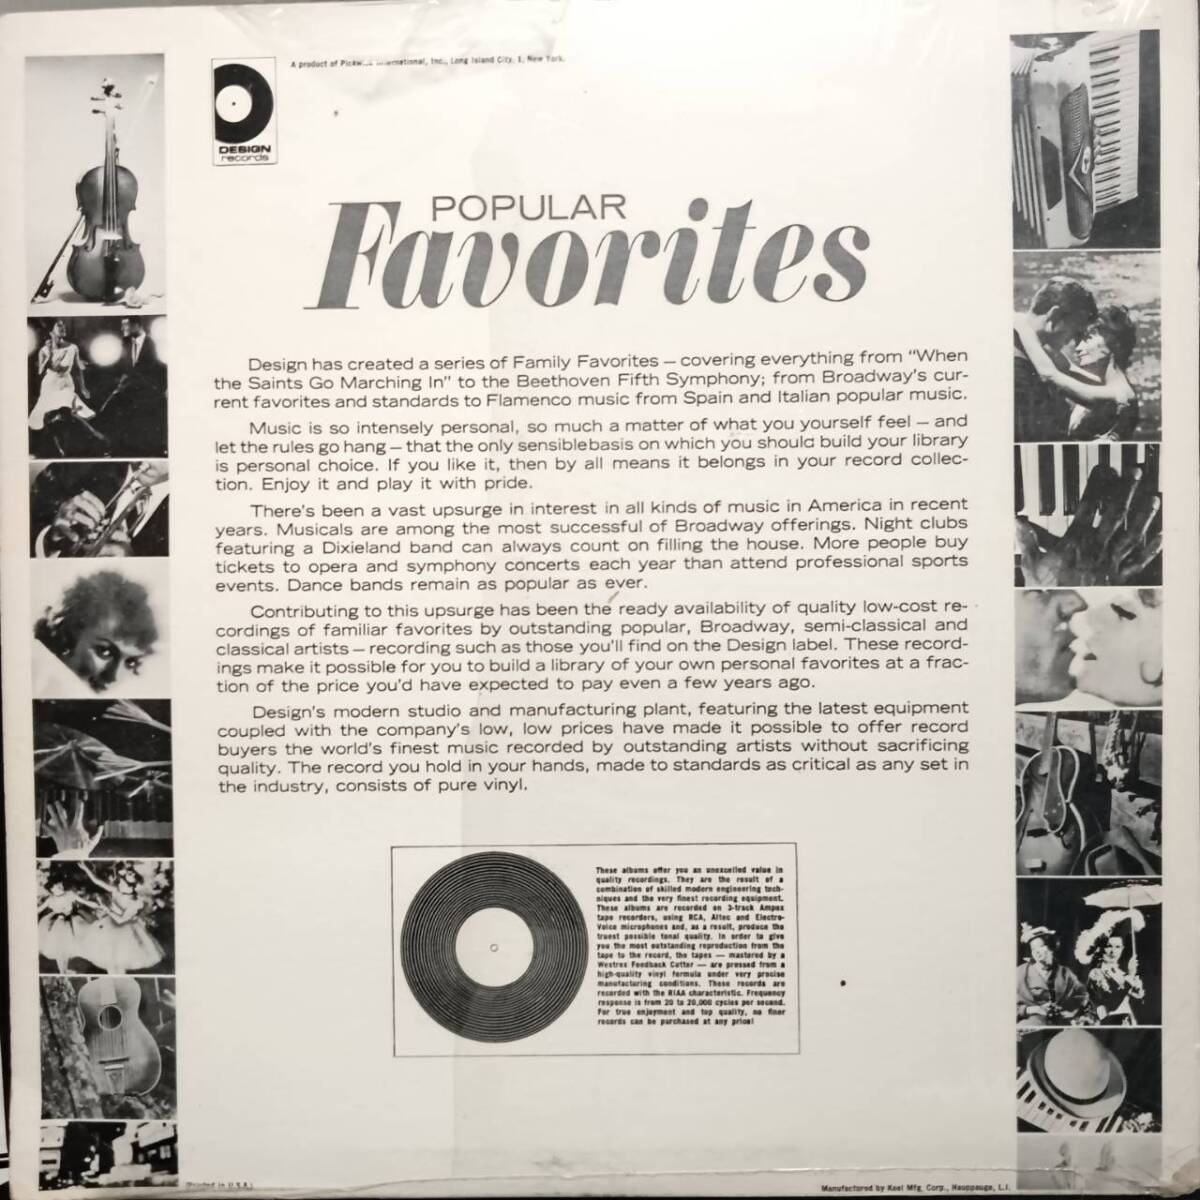 A product of International, Inc., Long Island City, 1, New York.
DESIGN
records
POPULAR
Favorites
Design has created a series of Family Favorites — covering everything from "When
the Saints Go Marching In" to the Beethoven Fifth Symphony; from Broadway's cur-
rent favorites and standards to Flamenco music from Spain and Italian popular music.
Music is so intensely personal, so much a matter of what you yourself feel — and
let the rules go hang — that the only sensible basis on which you should build your library
is personal choice. If you like it, then by all means it belongs in your record collec-
tion. Enjoy it and play it with pride.
There's been a vast upsurge in interest in all kinds of music in America in recent
years. Musicals are among the most successful of Broadway offerings. Night clubs
featuring a Dixieland band can always count on filling the house. More people buy
tickets to opera and symphony concerts each year than attend professional sports
events. Dance bands remain as popular as ever.
Contributing to this upsurge has been the ready availability of quality low-cost re-
cordings of familiar favorites by outstanding popular, Broadway, semi-classical and
classical artists — recording such as those you'll find on the Design label. These record-
ings make it possible for you to build a library of your own personal favorites at a frac-
tion of the price you'd have expected to pay even a few years ago.
Design's modern studio and manufacturing plant, featuring the latest equipment
coupled with the company's low, low prices have made it possible to offer record
buyers the world's finest music recorded by outstanding artists without sacrificing
quality. The record you hold in your hands, made to standards as critical as any set in
the industry, consists of pure vinyl.
These albums offer you an unexcelled value in
quality recordings. They are the result of a
combination of skilled modern engineering tech-
niques and the very finest recording equipment.
These albums are recorded on 3-track Ampex
tape recorders, using RCA, Altec and Electro-
Voice microphones and, as a result, produce the
truest possible tonal quality. In order to give
you the most outstanding reproduction from the
tape to the record, the tapes — mastered by a
Westrex Feedback Cutter — are pressed from a
high-quality vinyl formula under very precise
manufacturing conditions. These records are
recorded with the RIAA characteristic. Frequency
response is from 20 to 20,000 cycles per second.
For true enjoyment and top quality, no finer
records can be purchased at any price!
Printed in U.S.A.
Manufactured by Keel Mfg. Corp., Hauppauge, L.I.